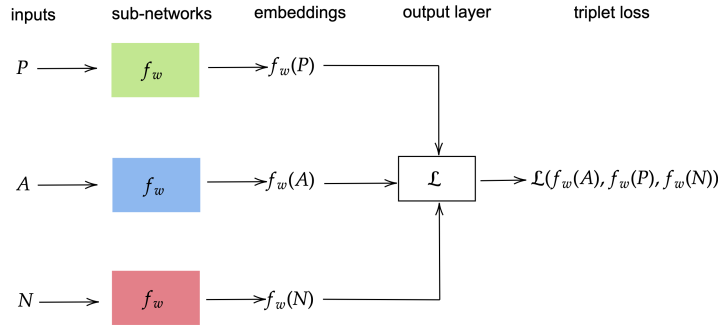 inputs sub-networks embeddings output layer triplet loss
P f_w f_w(P)
A f_w f_w(A) 𝔏 𝔏(f_w(A), f_w(P), f_w(N))
N f_w f_w(N)